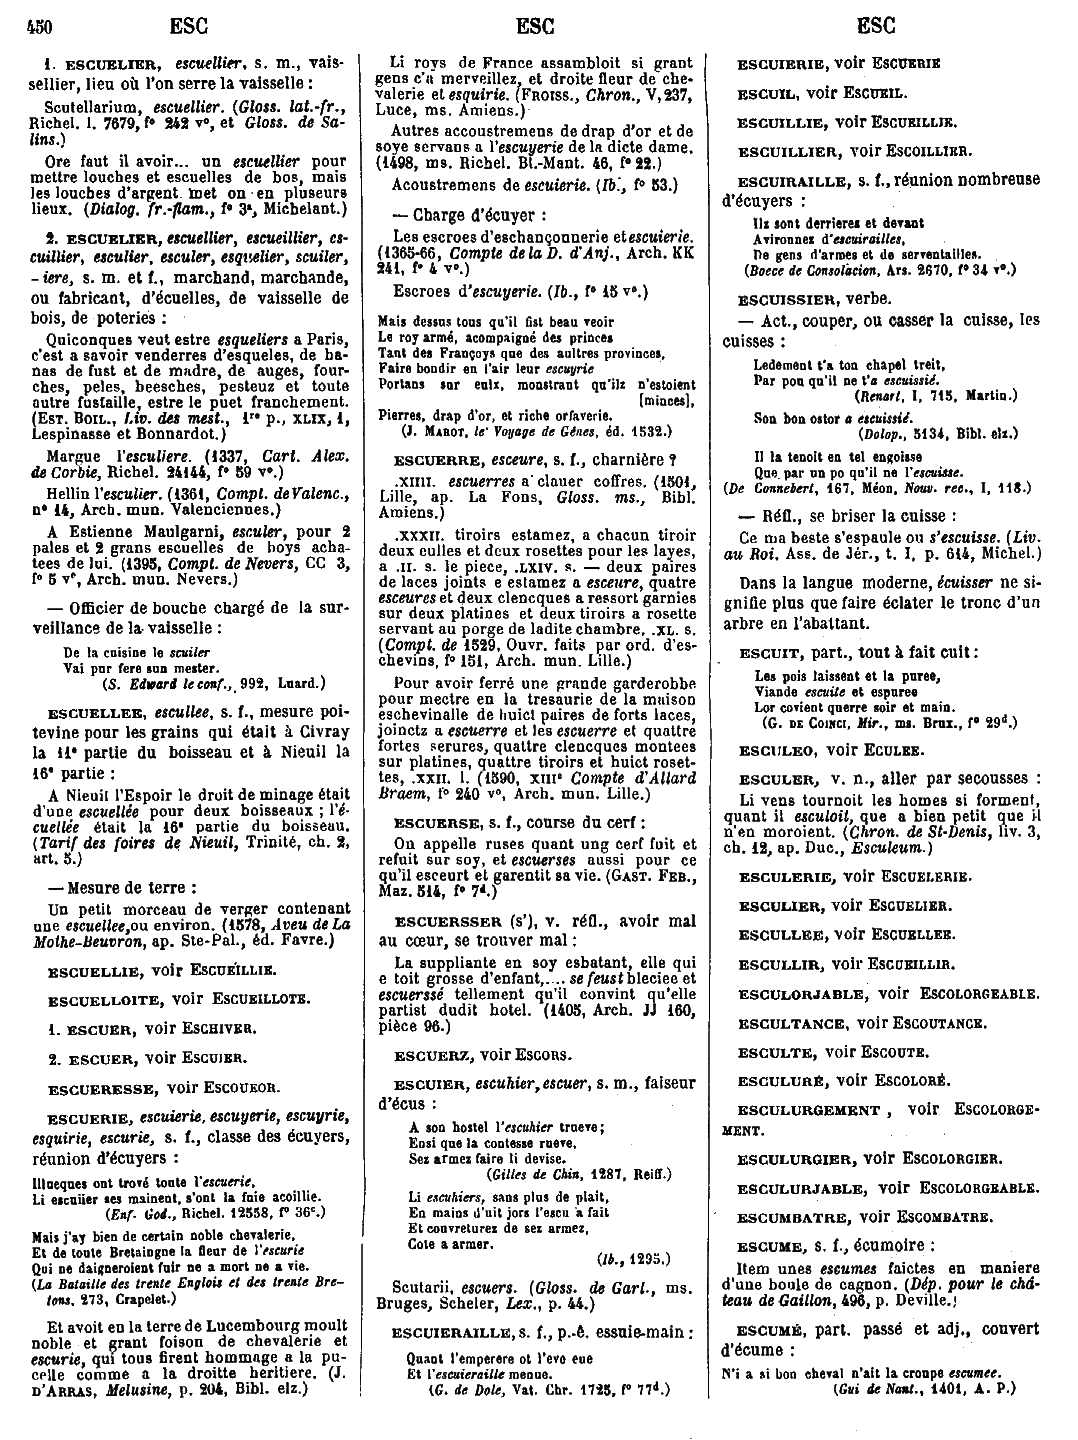 450 ESC ESC ESC
1. ESCUELIER, escuellier, s. m., vais-
sellier, lieu où l'on serre la vaisselle :
Scutellarium, escuellier. (Gloss. lat.-fr.,
Richel. l. 7679, f° 242 v°, et Gloss. de Sa-
lins.)
Ore faut il avoir... un escuellier pour
mettre louches et escuelles de bos, mais
les louches d'argent met on en pluseurs
lieux. (Dialog. fr.-flam., f° 3ª, Michelant.)
2. ESCUELIER, escuellier, escueillier, es-
cuillier, esculier, esculer, esquelier, scuiler,
-iere, s. m. et f., marchand, marchande,
ou fabricant, d'écuelles, de vaisselle de
bois, de poteries :
Quiconques veut estre esqueliers a Paris,
c'est a savoir venderres d'esqueles, de ha-
nas de fust et de madre, de auges, four-
ches, peles, beesches, pesteuz et toute
autre fustaille, estre le puet franchement.
(EST. BOIL., Liv. des mest., 1re p., XLIX, 1,
Lespinasse et Bonnardot.)
Margue l'esculiere. (1337, Cart. Alex.
de Corbie, Richel. 24144, f° 59 v°.)
Hellin l'esculier. (1361, Compt. de Valenc.,
n° 14, Arch. mun. Valenciennes.)
A Estienne Maulgarni, esculer, pour 2
pales et 2 grans escuelles de boys acha-
tees de lui. (1395, Compt. de Nevers, CC 3,
f° 5 v°, Arch. mun. Nevers.)
— Officier de bouche chargé de la sur-
veillance de la vaisselle :
De la cuisine le scuiler
Vai pur fere sun mester.
(S. Edward le conf., 992, Luard.)
ESCUELLEE, escullee, s. f., mesure poi-
tevine pour les grains qui était à Civray
la 11e partie du boisseau et à Nieuil la
16e partie :
A Nieuil l'Espoir le droit de minage était
d'une escuellée pour deux boisseaux ; l'é-
cuellée était la 16e partie du boisseau.
(Tarif des foires de Nieuil, Trinité, ch. 2,
art. 5.)
— Mesure de terre :
Un petit morceau de verger contenant
une escuellee, ou environ. (1578, Aveu de La
Mothe-Beuvron, ap. Ste-Pal., éd. Favre.)
ESCUELLIE, voir ESCUEILLIE.
ESCUELLOITE, voir ESCUEILLOTE.
1. ESCUER, voir ESCHIVER.
2. ESCUER, voir ESCUIER.
ESCUERESSE, voir ESCOUEOR.
ESCUERIE, escuierie, escuyerie, escuyrie,
esquirie, escurie, s. f., classe des écuyers,
réunion d'écuyers :
Illueques ont trové toute l'escuerie,
Li escuiier ses mainent, s'ont la fuie acoillie.
(Enf. God., Richel. 12558, f° 36c.)
Mais j'ay bien de certain noble chevalerie,
Et de toute Bretaingne la fleur de l'escurie
Qui ne daigneroient fuir ne a mort ne a vie.
(La Bataille des trente Englois et des trente Bre-
tons, 273, Crapelet.)
Et avoit en la terre de Lucembourg moult
noble et grant foison de chevalerie et
escurie, qui tous firent hommage a la pu-
celle comme a la droitte heritiere. (J.
D'ARRAS, Melusine, p. 204, Bibl. elz.)
Li roys de France assambloit si grant
gens c'a merveillez, et droite fleur de che-
valerie et esquirie. (FROISS., Chron., V, 237,
Luce, ms. Amiens.)
Autres accoustremens de drap d'or et de
soye servans a l'escuyerie de la dicte dame.
(1498, ms. Richel. Bl.-Mant. 46, f° 22.)
Acoustremens de escuierie. (Ib., f° 53.)
— Charge d'écuyer :
Les escroes d'eschançonnerie et escuierie.
(1365-66, Compte de la D. d'Anj., Arch. KK
241, f° 4 v°.)
Escroes d'escuyerie. (Ib., f° 15 v°.)
Mais dessus tous qu'il fist beau veoir
Le roy armé, acompaigné des princes
Tant des Françoys que des aultres provinces,
Faire bondir en l'air leur escuyrie
Portans sur eulz, monstrant qu'ilz n'estoient
[minces],
Pierres, drap d'or, et riche orfaverie.
(J. MAROT, le Voyage de Gênes, éd. 1532.)
ESCUERRE, esceure, s. f., charnière ?
.XIIII. escuerres a clauer coffres. (1501,
Lille, ap. La Fons, Gloss. ms., Bibl.
Amiens.)
.XXXII. tiroirs estamez, a chacun tiroir
deux culles et deux rosettes pour les layes,
a .II. s. le piece, .LXIV. s. — deux paires
de laces joints e estamez a esceure, quatre
esceures et deux clencques a ressort garnies
sur deux platines et deux tiroirs a rosette
servant au porge de ladite chambre, .XL. s.
(Compt. de 1529, Ouvr. faits par ord. d'es-
chevins, f° 151, Arch. mun. Lille.)
Pour avoir ferré une grande garderobbe
pour mectre en la tresaurie de la maison
eschevinalle de huict paires de forts laces,
joinctz a escuerre et les escuerre et quattre
fortes serures, quattre clencques montees
sur platines, quattre tiroirs et huict roset-
tes, .XXII. l. (1590, XIIIe Compte d'Allard
Braem, f° 240 v°, Arch. mun. Lille.)
ESCUERSE, s. f., course du cerf :
On appelle ruses quant ung cerf fuit et
refuit sur soy, et escuerses aussi pour ce
qu'il esceurt et garentit sa vie. (GAST. FEB.,
Maz. 514, f° 7d.)
ESCUERSSER (s'), v. réfl., avoir mal
au cœur, se trouver mal :
La suppliante en soy esbatant, elle qui
e toit grosse d'enfant,.... se feust bleciee et
escuerssé tellement qu'il convint qu'elle
partist dudit hotel. (1405, Arch. JJ 160,
pièce 96.)
ESCUERZ, voir ESCORS.
ESCUIER, escuhier, escuer, s. m., faiseur
d'écus :
A son hostel l'escuhier trueve ;
Ensi que la contesse rueve,
Sez armez faire li devise.
(Gilles de Chin, 1287, Reiff.)
Li escuhiers, sans plus de plait,
En mains d'uit jors l'escu a fait
Et couvreturez de sez armez,
Cote a armer.
(Ib., 1295.)
Scutarii, escuers. (Gloss. de Garl., ms.
Bruges, Scheler, Lex., p. 44.)
ESCUIERAILLE, s. f., p.-ê. essuie-main :
Quant l'emperere ot l'eve eue
Et l'escuieraille menue.
(G. de Dole, Vat. Chr. 1725, f° 77d.)
ESCUIERIE, voir ESCUERIE
ESCUIL, voir ESCUEIL.
ESCUILLIE, voir ESCUEILLIE.
ESCUILLIER, voir ESCOILLIER.
ESCUIRAILLE, s. f., réunion nombreuse
d'écuyers :
Ilz sont derrieres et devant
Avironnez d'escuirailles,
De gens d'armes et de serventailles.
(Boece de Consolacion, Ars. 2670, f° 34 v°.)
ESCUISSIER, verbe.
— Act., couper, ou casser la cuisse, les
cuisses :
Ledement t'a ton chapel treit,
Par pou qu'il ne t'a escuissié.
(Renart, I, 715, Martin.)
Son bon ostor a escuissié.
(Dolop., 5134, Bibl. elz.)
Il la tenoit en tel engoisse
Que par un po qu'il ne l'escuisse.
(De Connebert, 167, Méon, Nouv. rec., I, 118.)
— Réfl., se briser la cuisse :
Ce ma beste s'espaule ou s'escuisse. (Liv.
au Roi, Ass. de Jér., t. I, p. 614, Michel.)
Dans la langue moderne, écuisser ne si-
gnifie plus que faire éclater le tronc d'un
arbre en l'abattant.
ESCUIT, part., tout à fait cuit :
Les pois laissent et la puree,
Viande escuite et espuree
Lor covient querre soir et main.
(G. DE COINCI, Mir., ms. Brux., f° 29d.)
ESCULEO, voir ECULEE.
ESCULER, v. n., aller par secousses :
Li vens tournoit les homes si forment,
quant il esculoit, que a bien petit que il
n'en moroient. (Chron. de St-Denis, liv. 3,
ch. 12, ap. Duc., Esculeum.)
ESCULERIE, voir ESCUELERIE.
ESCULIER, voir ESCUELIER.
ESCULLEE, voir ESCUELLEE.
ESCULLIR, voir ESCUEILLIR.
ESCULORJABLE, voir ESCOLORGEABLE.
ESCULTANCE, voir ESCOUTANCE.
ESCULTE, voir ESCOUTE.
ESCULURÉ, voir ESCOLORÉ.
ESCULURGEMENT , voir ESCOLORGE-
MENT.
ESCULURGIER, voir ESCOLORGIER.
ESCULURJABLE, voir ESCOLORGEABLE.
ESCUMBATRE, voir ESCOMBATRE.
ESCUME, s. f., écumoire :
Item unes escumes faictes en maniere
d'une boule de cagnon. (Dép. pour le châ-
teau de Gaillon, 496, p. Deville.)
ESCUMÉ, part. passé et adj., couvert
d'écume :
N'i a si bon cheval n'ait la croupe escumee.
(Gui de Nant., 1401, A. P.)